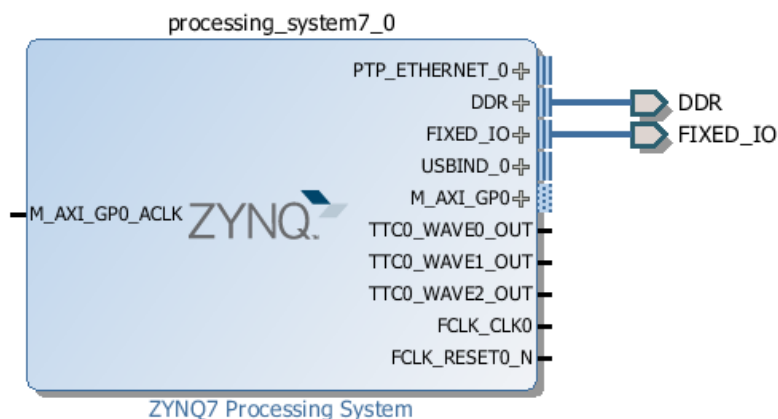 processing_system7_0
PTP_ETHERNET_0
DDR
DDR
FIXED_IO
FIXED_IO
USBIND_0
M_AXI_GP0
M_AXI_GP0_ACLK
ZYNQ
TTC0_WAVE0_OUT
TTC0_WAVE1_OUT
TTC0_WAVE2_OUT
FCLK_CLK0
FCLK_RESET0_N
ZYNQ7 Processing System